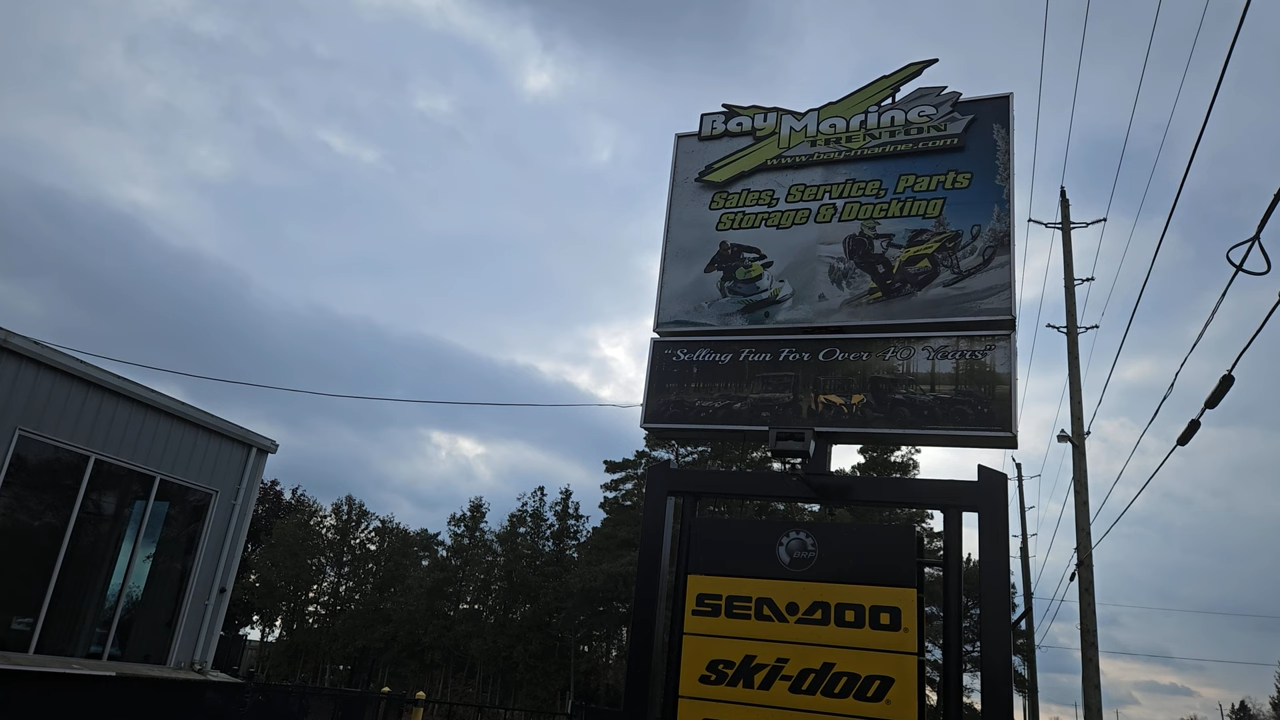 Bay Marine
TRENTON
www.bay-marine.com
Sales, Service, Parts
Storage & Docking
"Selling Fun For Over 40 Years"
BRP
SEA-DOO
ski-doo